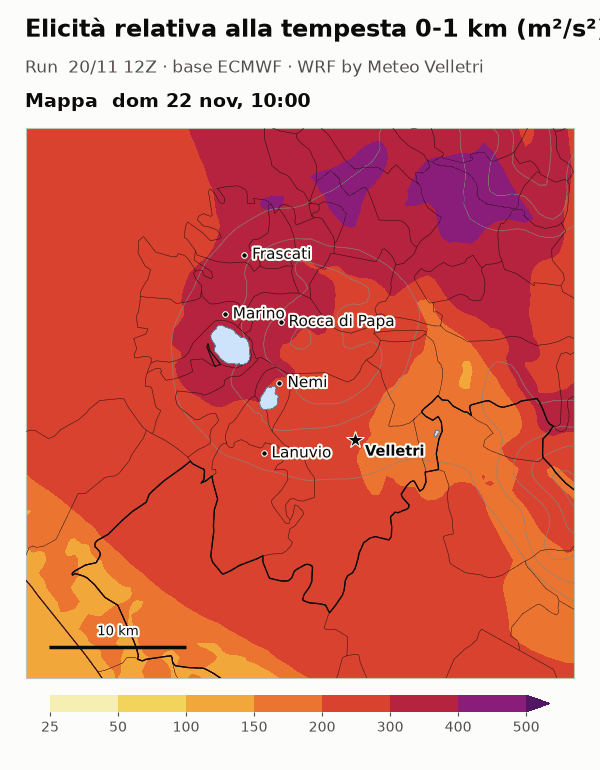 Elicità relativa alla tempesta 0-1 km (m²/s²)
Run 20/11 12Z · base ECMWF · WRF by Meteo Velletri
Mappa dom 22 nov, 10:00
Frascati
Marino
Rocca di Papa
Nemi
Velletri
Lanuvio
10 km
25 50 100 150 200 300 400 500